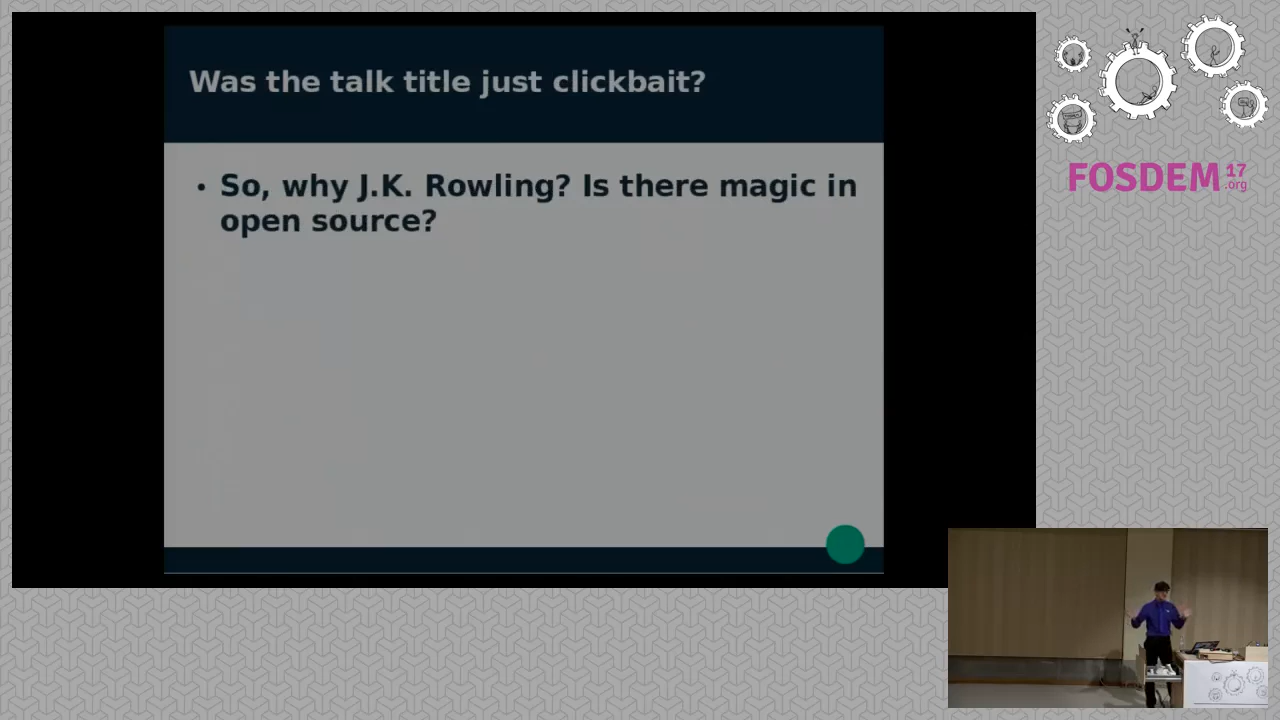 Was the talk title just clickbait?
• So, why J.K. Rowling? Is there magic in
open source?
FOSDEM 17
.org